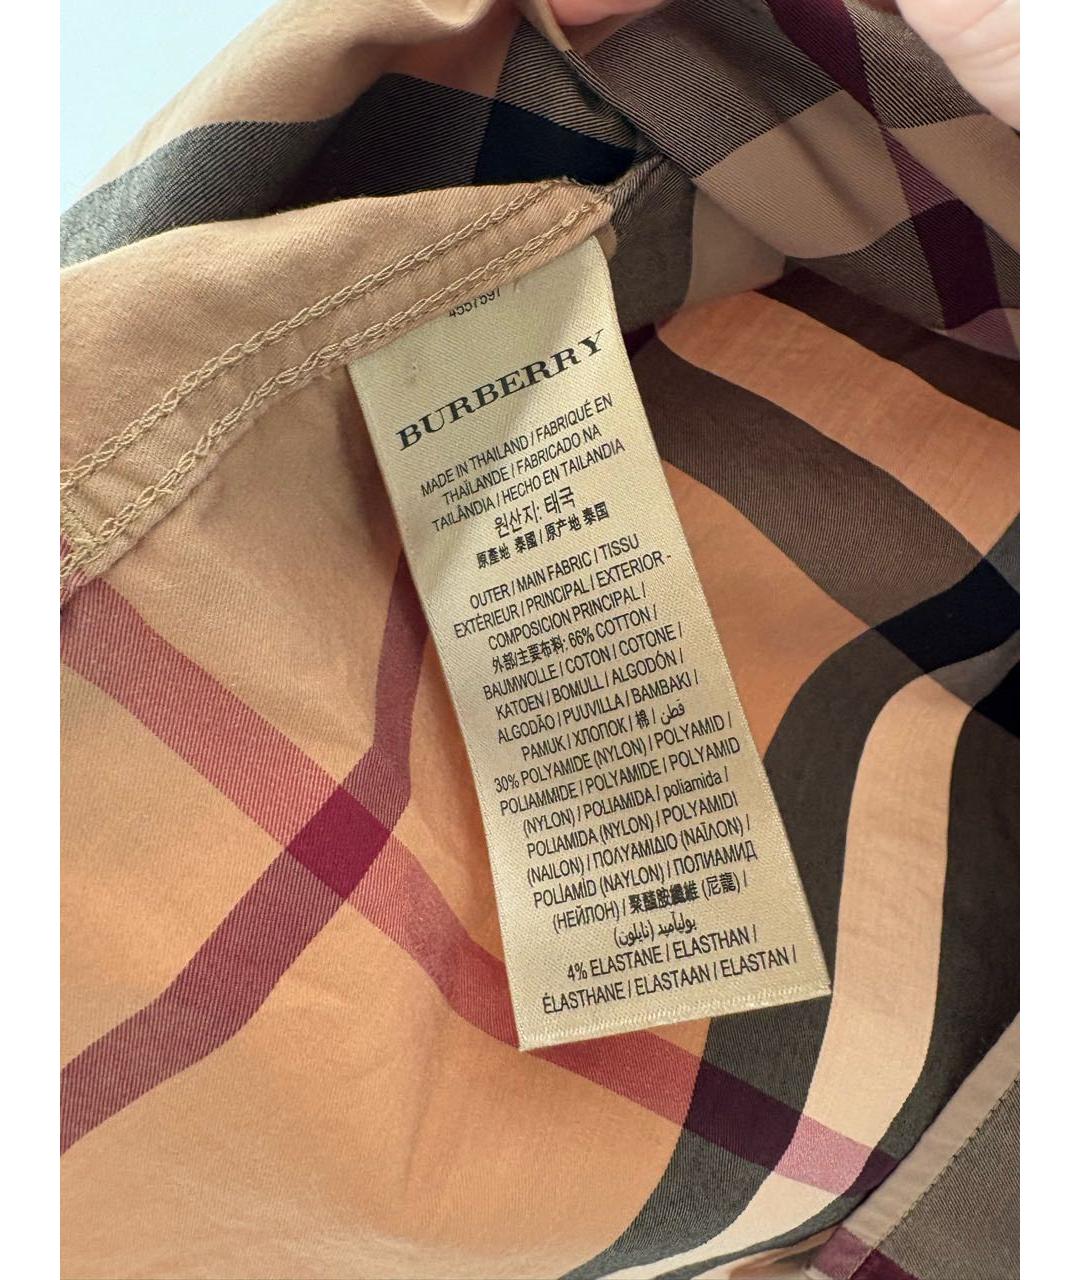 4557597
BURBERRY
MADE IN THAILAND / FABRIQUÉ EN
THAÏLANDE / FABRICADO NA
TAILÂNDIA / HECHO EN TAILANDIA
원산지: 태국
原產地 泰國 / 原产地 泰国
OUTER / MAIN FABRIC / TISSU
EXTÉRIEUR / PRINCIPAL / EXTERIOR -
COMPOSICION PRINCIPAL /
外部/主要布料: 66% COTTON /
BAUMWOLLE / COTON / COTONE /
KATOEN / BOMULL / ALGODÓN /
ALGODÃO / PUUVILLA / BAMBAKI /
PAMUK / ХЛОПОК / 棉 / قطن
30% POLYAMIDE (NYLON) / POLYAMID /
POLIAMMIDE / POLYAMIDE / POLYAMID
(NYLON) / POLIAMIDA / poliamida /
POLIAMIDA (NYLON) / POLYAMIDI
(NAILON) / ΠΟΛΥΑΜΙΔΙΟ (ΝΑΪΛΟΝ) /
POLİAMİD (NAYLON) / ПОЛИАМИД
(НЕЙЛОН) / 聚醯胺纖維 (尼龍) /
بوليأميد (نايلون)
4% ELASTANE / ELASTHAN /
ÉLASTHANE / ELASTAAN / ELASTAN /